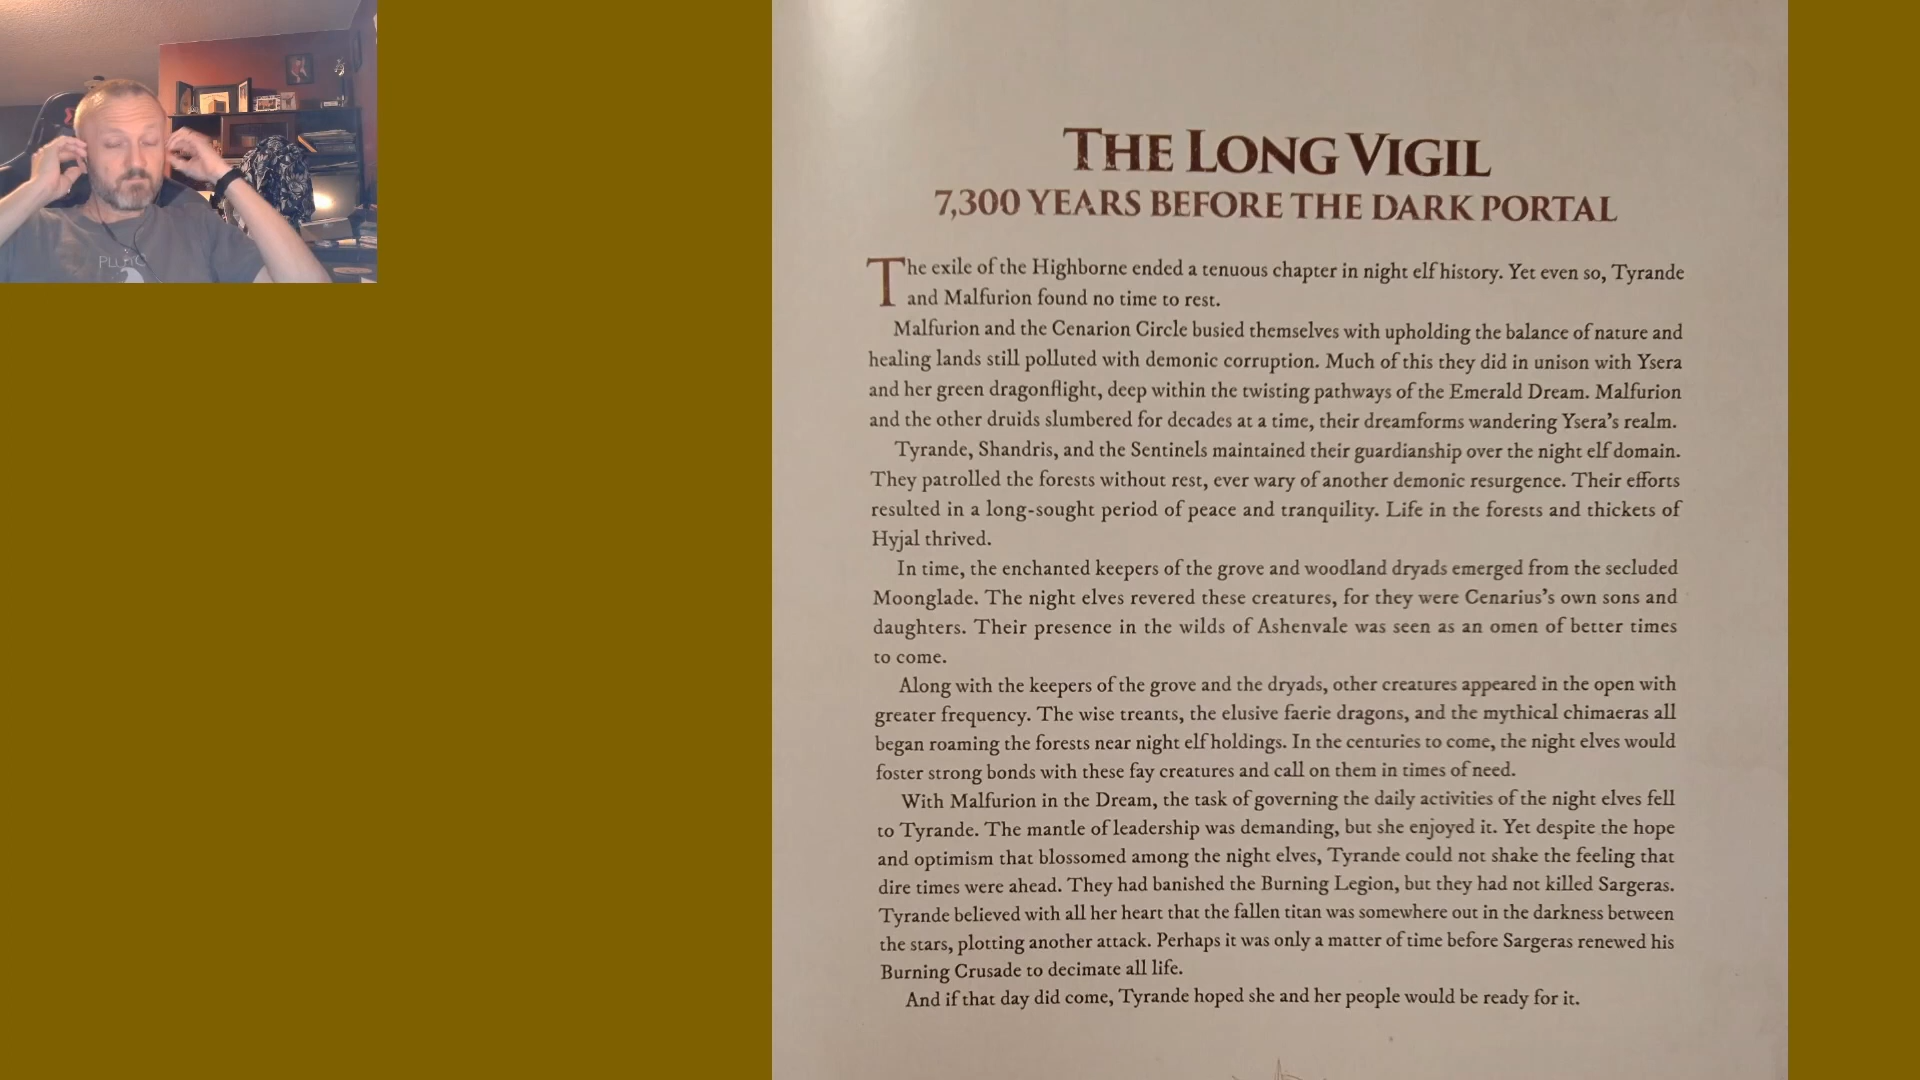 PLUTO
THE LONG VIGIL
7,300 YEARS BEFORE THE DARK PORTAL
The exile of the Highborne ended a tenuous chapter in night elf history. Yet even so, Tyrande
and Malfurion found no time to rest.
Malfurion and the Cenarion Circle busied themselves with upholding the balance of nature and
healing lands still polluted with demonic corruption. Much of this they did in unison with Ysera
and her green dragonflight, deep within the twisting pathways of the Emerald Dream. Malfurion
and the other druids slumbered for decades at a time, their dreamforms wandering Ysera's realm.
Tyrande, Shandris, and the Sentinels maintained their guardianship over the night elf domain.
They patrolled the forests without rest, ever wary of another demonic resurgence. Their efforts
resulted in a long-sought period of peace and tranquility. Life in the forests and thickets of
Hyjal thrived.
In time, the enchanted keepers of the grove and woodland dryads emerged from the secluded
Moonglade. The night elves revered these creatures, for they were Cenarius's own sons and
daughters. Their presence in the wilds of Ashenvale was seen as an omen of better times
to come.
Along with the keepers of the grove and the dryads, other creatures appeared in the open with
greater frequency. The wise treants, the elusive faerie dragons, and the mythical chimaeras all
began roaming the forests near night elf holdings. In the centuries to come, the night elves would
foster strong bonds with these fay creatures and call on them in times of need.
With Malfurion in the Dream, the task of governing the daily activities of the night elves fell
to Tyrande. The mantle of leadership was demanding, but she enjoyed it. Yet despite the hope
and optimism that blossomed among the night elves, Tyrande could not shake the feeling that
dire times were ahead. They had banished the Burning Legion, but they had not killed Sargeras.
Tyrande believed with all her heart that the fallen titan was somewhere out in the darkness between
the stars, plotting another attack. Perhaps it was only a matter of time before Sargeras renewed his
Burning Crusade to decimate all life.
And if that day did come, Tyrande hoped she and her people would be ready for it.